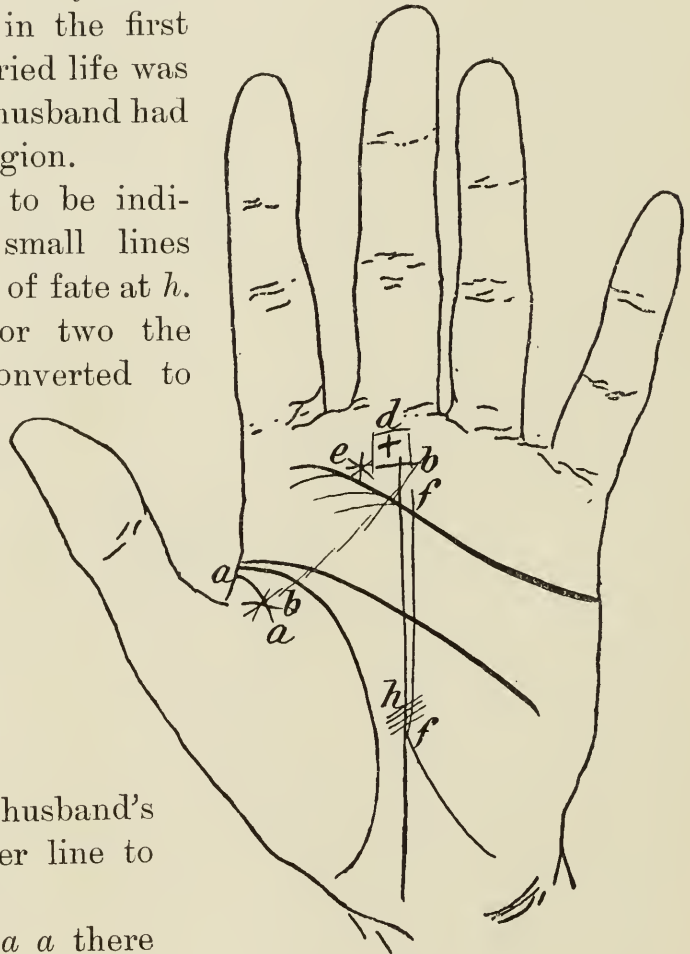 in the first
ried life was
husband had
gion.
to be indi-
small lines
of fate at h.
or two the
onverted to
d
e
b
f
a
b
a
h
f
husband's
er line to
a a there